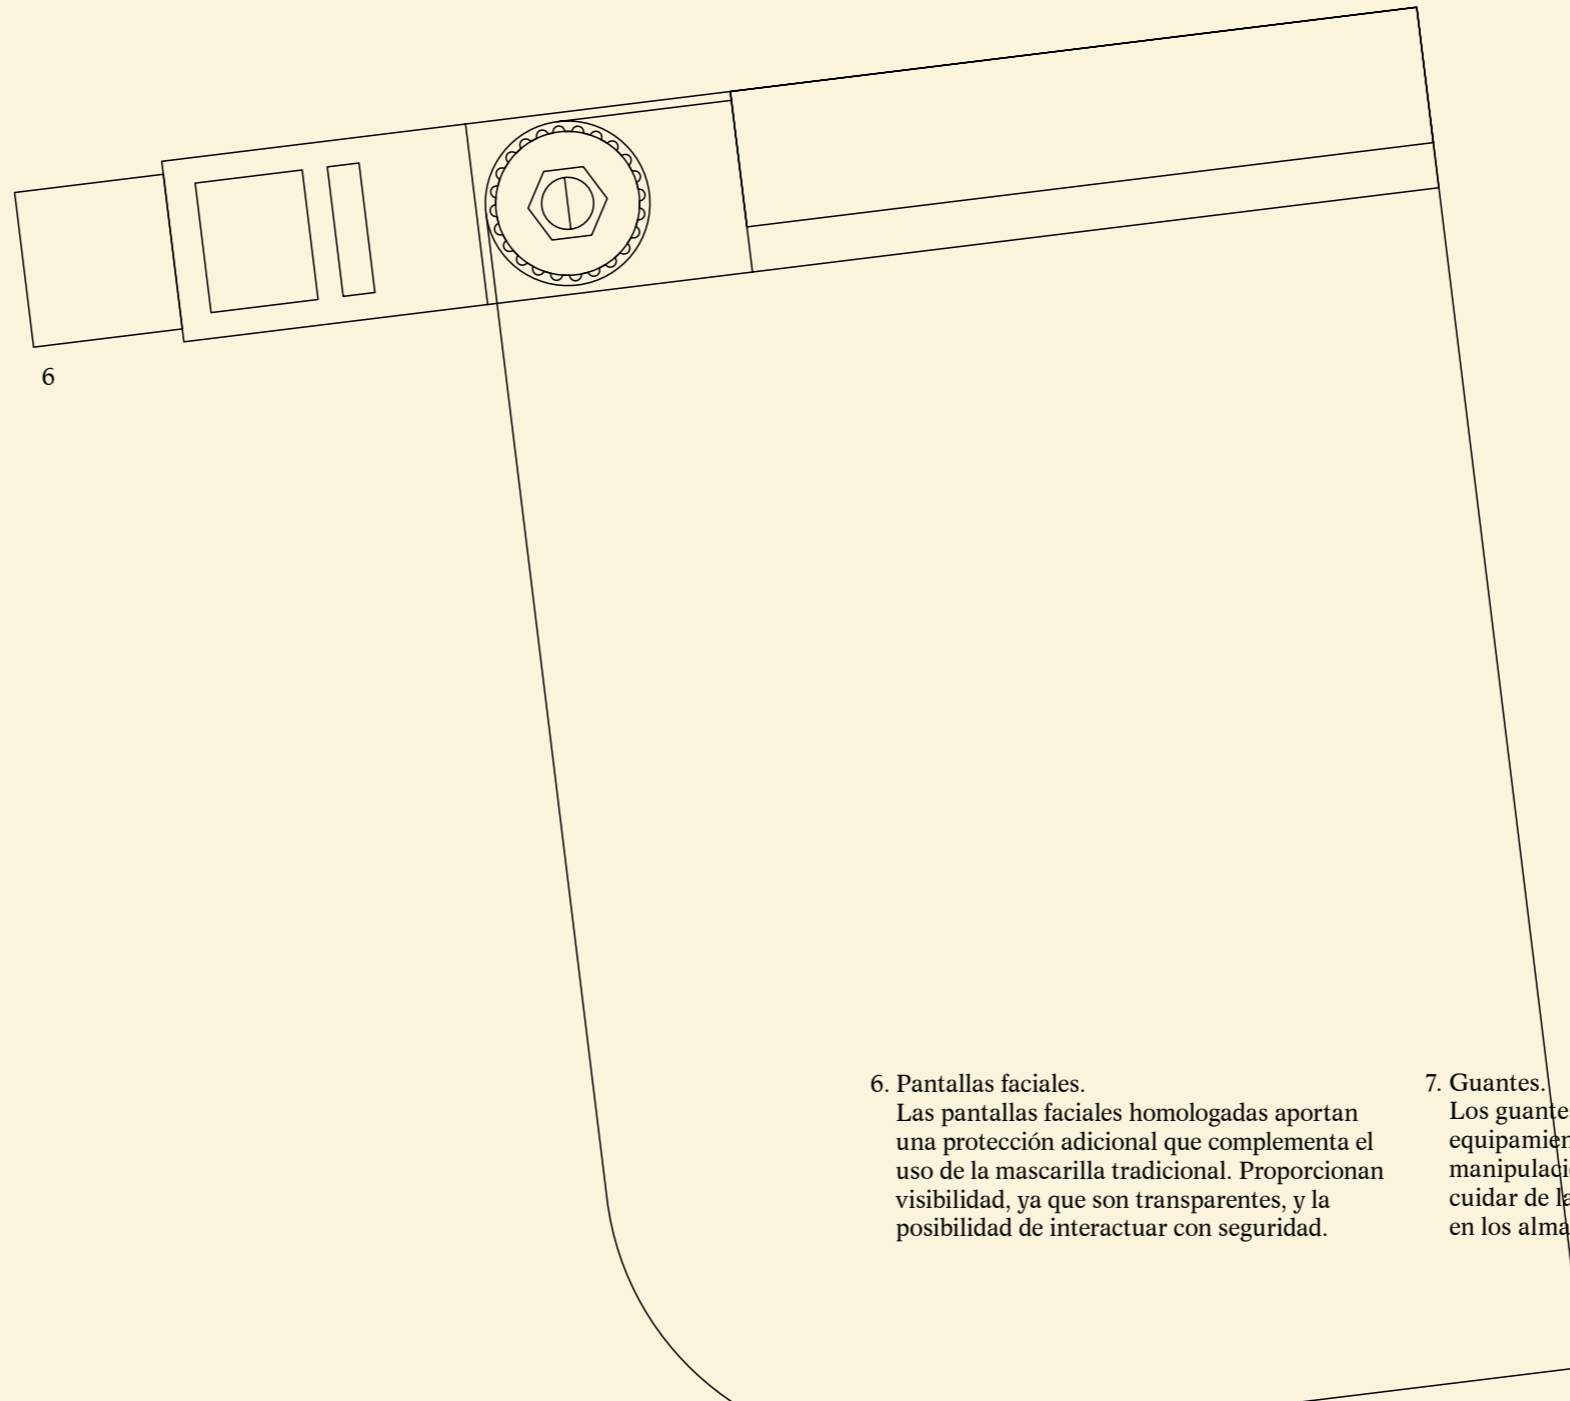 6
6. Pantallas faciales.
Las pantallas faciales homologadas aportan
una protección adicional que complementa el
uso de la mascarilla tradicional. Proporcionan
visibilidad, ya que son transparentes, y la
posibilidad de interactuar con seguridad.
7. Guantes.
Los guante
equipamien
manipulaci
cuidar de la
en los alma